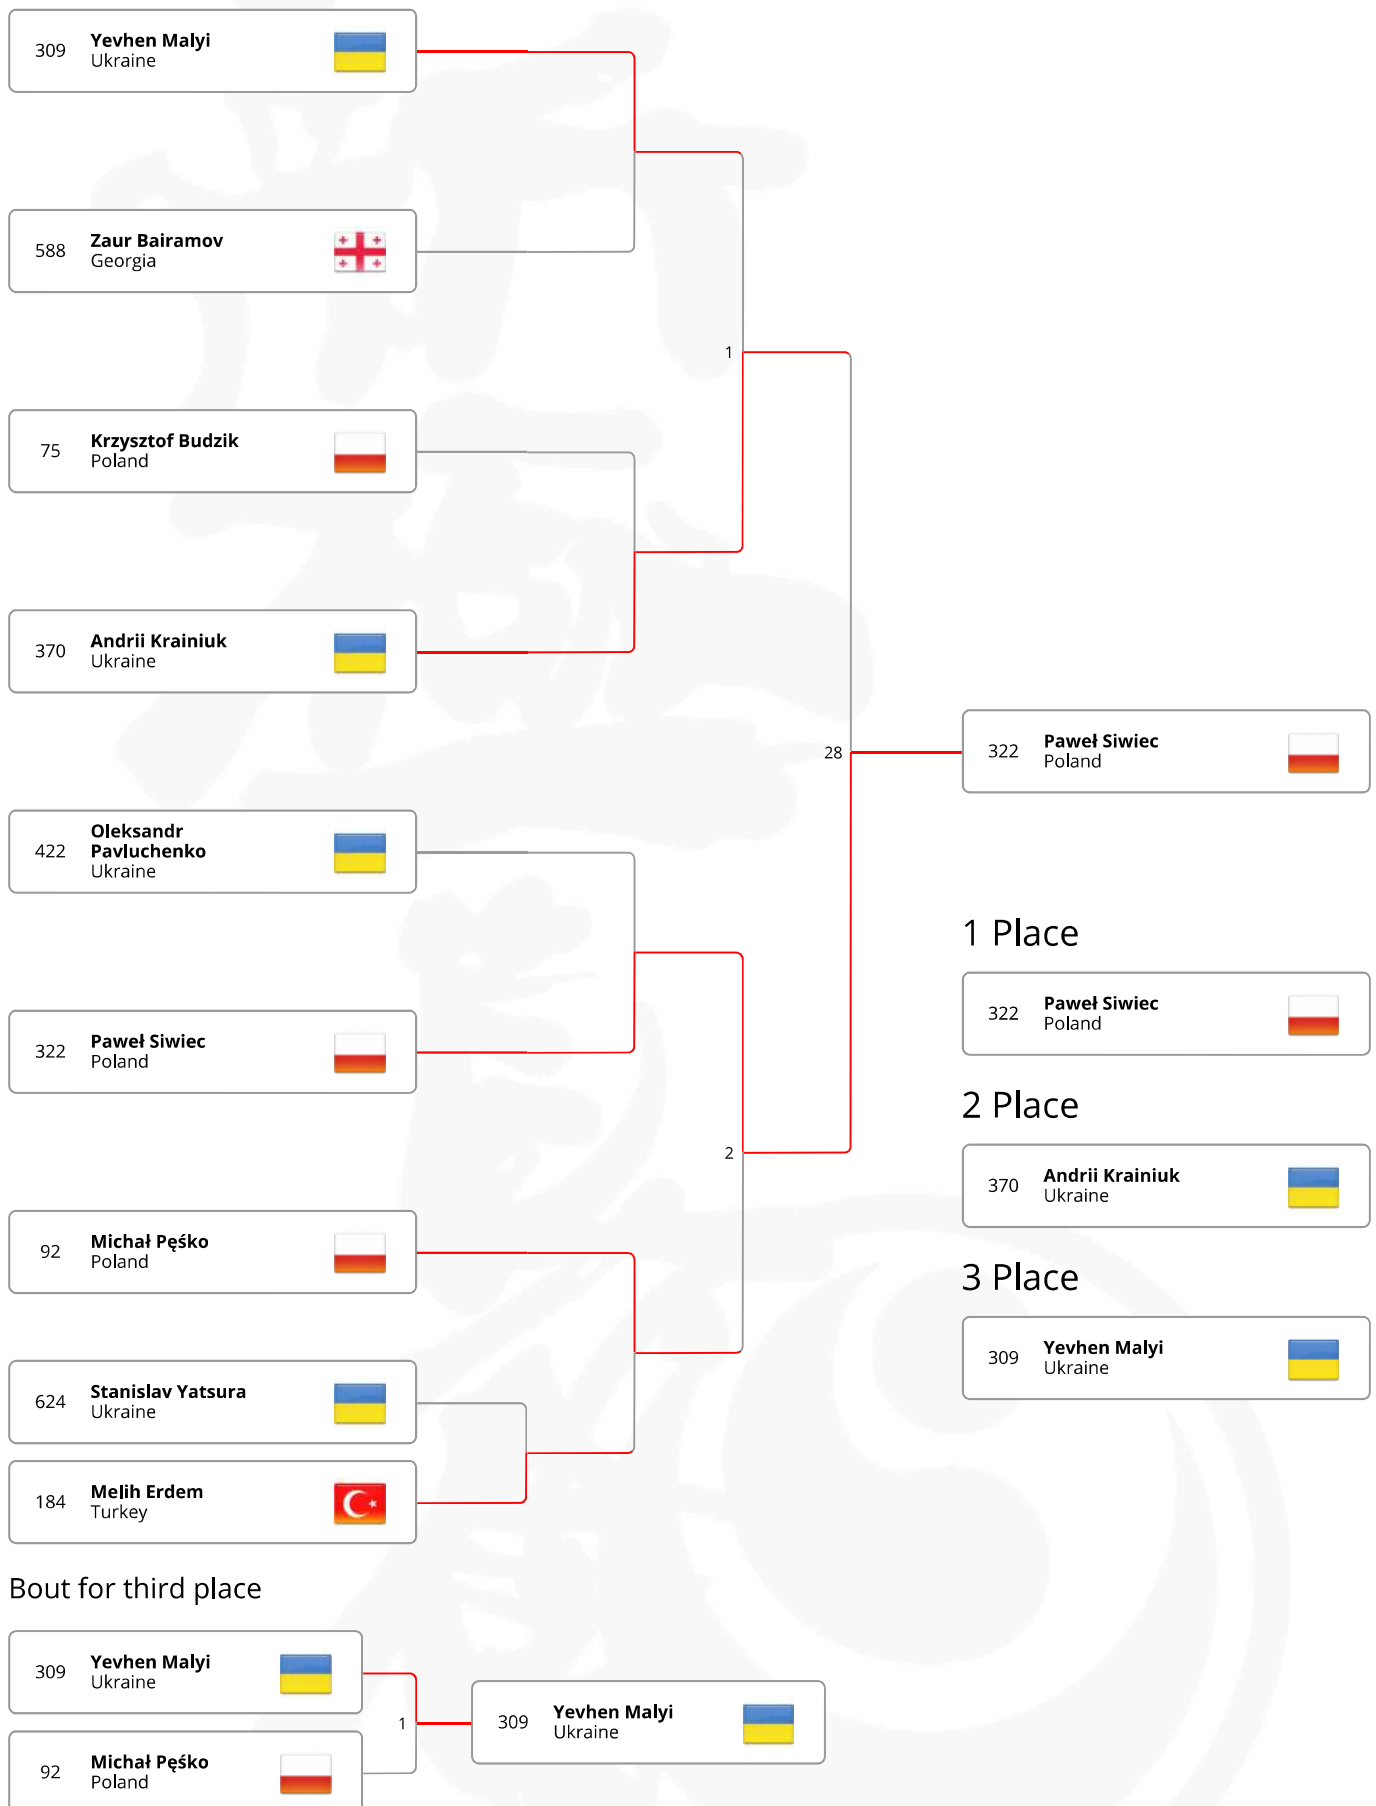 309
Yevhen Malyi
Ukraine
588
Zaur Bairamov
Georgia
1
75
Krzysztof Budzik
Poland
370
Andrii Krainiuk
Ukraine
28
322
Paweł Siwiec
Poland
422
Oleksandr
Pavluchenko
Ukraine
1 Place
322
Paweł Siwiec
Poland
322
Paweł Siwiec
Poland
2 Place
2
370
Andrii Krainiuk
Ukraine
92
Michał Pęśko
Poland
3 Place
309
Yevhen Malyi
Ukraine
624
Stanislav Yatsura
Ukraine
184
Melih Erdem
Turkey
Bout for third place
309
Yevhen Malyi
Ukraine
1
309
Yevhen Malyi
Ukraine
92
Michał Pęśko
Poland